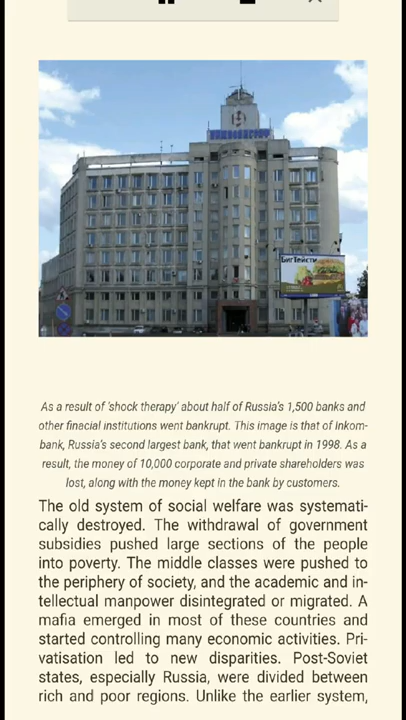 БигТейсти
As a result of 'shock therapy' about half of Russia's 1,500 banks and
other finacial institutions went bankrupt. This image is that of Inkom-
bank, Russia's second largest bank, that went bankrupt in 1998. As a
result, the money of 10,000 corporate and private shareholders was
lost, along with the money kept in the bank by customers.
The old system of social welfare was systemati-
cally destroyed. The withdrawal of government
subsidies pushed large sections of the people
into poverty. The middle classes were pushed to
the periphery of society, and the academic and in-
tellectual manpower disintegrated or migrated. A
mafia emerged in most of these countries and
started controlling many economic activities. Pri-
vatisation led to new disparities. Post-Soviet
states, especially Russia, were divided between
rich and poor regions. Unlike the earlier system,